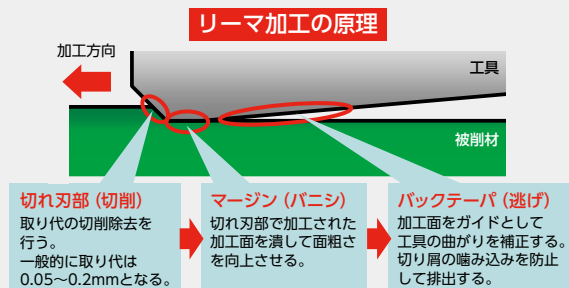 リーマ加工の原理
加工方向
工具
被削材
切れ刃部（切削）
取り代の切削除去を
行う。
一般的に取り代は
0.05〜0.2mmとなる。
マージン（バニシ）
切れ刃部で加工された
加工面を潰して面粗さ
を向上させる。
バックテーパ（逃げ）
加工面をガイドとして
工具の曲がりを補正する。
切り屑の噛み込みを防止
して排出する。